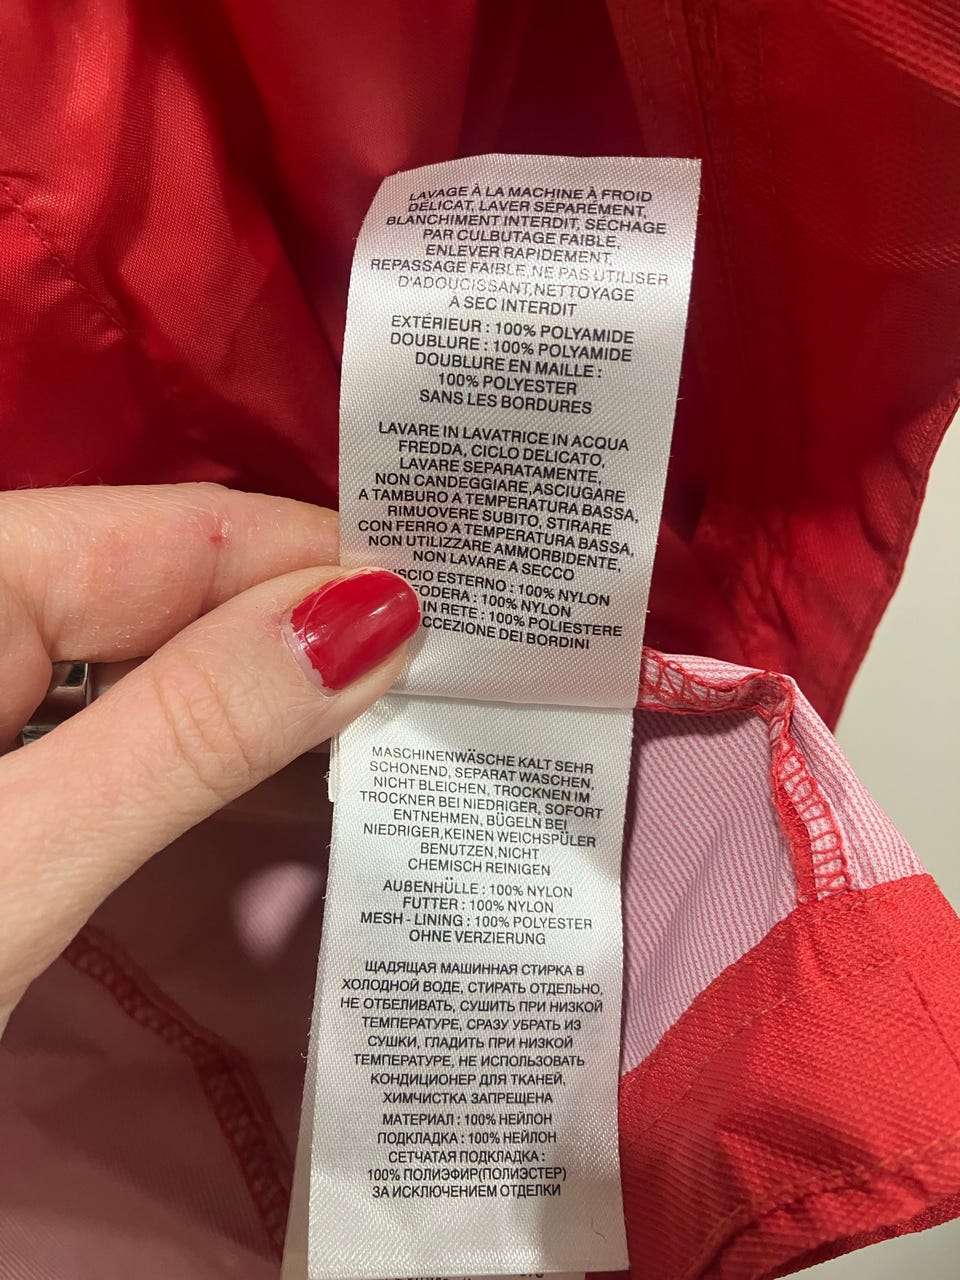 LAVAGE À LA MACHINE À FROID
DÉLICAT, LAVER SÉPARÉMENT,
BLANCHIMENT INTERDIT, SÉCHAGE
PAR CULBUTAGE FAIBLE,
ENLEVER RAPIDEMENT,
REPASSAGE FAIBLE,NE PAS UTILISER
D'ADOUCISSANT,NETTOYAGE
À SEC INTERDIT
EXTÉRIEUR : 100% POLYAMIDE
DOUBLURE : 100% POLYAMIDE
DOUBLURE EN MAILLE :
100% POLYESTER
SANS LES BORDURES
LAVARE IN LAVATRICE IN ACQUA
FREDDA, CICLO DELICATO,
LAVARE SEPARATAMENTE,
NON CANDEGGIARE,ASCIUGARE
A TAMBURO A TEMPERATURA BASSA,
RIMUOVERE SUBITO, STIRARE
CON FERRO A TEMPERATURA BASSA,
NON UTILIZZARE AMMORBIDENTE,
NON LAVARE A SECCO
USCIO ESTERNO : 100% NYLON
FODERA : 100% NYLON
IN RETE : 100% POLIESTERE
CCEZIONE DEI BORDINI
MASCHINENWÄSCHE KALT SEHR
SCHONEND, SEPARAT WASCHEN,
NICHT BLEICHEN, TROCKNEN IM
TROCKNER BEI NIEDRIGER, SOFORT
ENTNEHMEN, BÜGELN BEI
NIEDRIGER,KEINEN WEICHSPÜLER
BENUTZEN,NICHT
CHEMISCH REINIGEN
AUßENHÜLLE : 100% NYLON
FUTTER : 100% NYLON
MESH - LINING : 100% POLYESTER
OHNE VERZIERUNG
ЩАДЯЩАЯ МАШИННАЯ СТИРКА В
ХОЛОДНОЙ ВОДЕ, СТИРАТЬ ОТДЕЛЬНО,
НЕ ОТБЕЛИВАТЬ, СУШИТЬ ПРИ НИЗКОЙ
ТЕМПЕРАТУРЕ, СРАЗУ УБРАТЬ ИЗ
СУШКИ, ГЛАДИТЬ ПРИ НИЗКОЙ
ТЕМПЕРАТУРЕ, НЕ ИСПОЛЬЗОВАТЬ
КОНДИЦИОНЕР ДЛЯ ТКАНЕЙ,
ХИМЧИСТКА ЗАПРЕЩЕНА
МАТЕРИАЛ : 100% НЕЙЛОН
ПОДКЛАДКА : 100% НЕЙЛОН
СЕТЧАТАЯ ПОДКЛАДКА :
100% ПОЛИЭФИР(ПОЛИЭСТЕР)
ЗА ИСКЛЮЧЕНИЕМ ОТДЕЛКИ